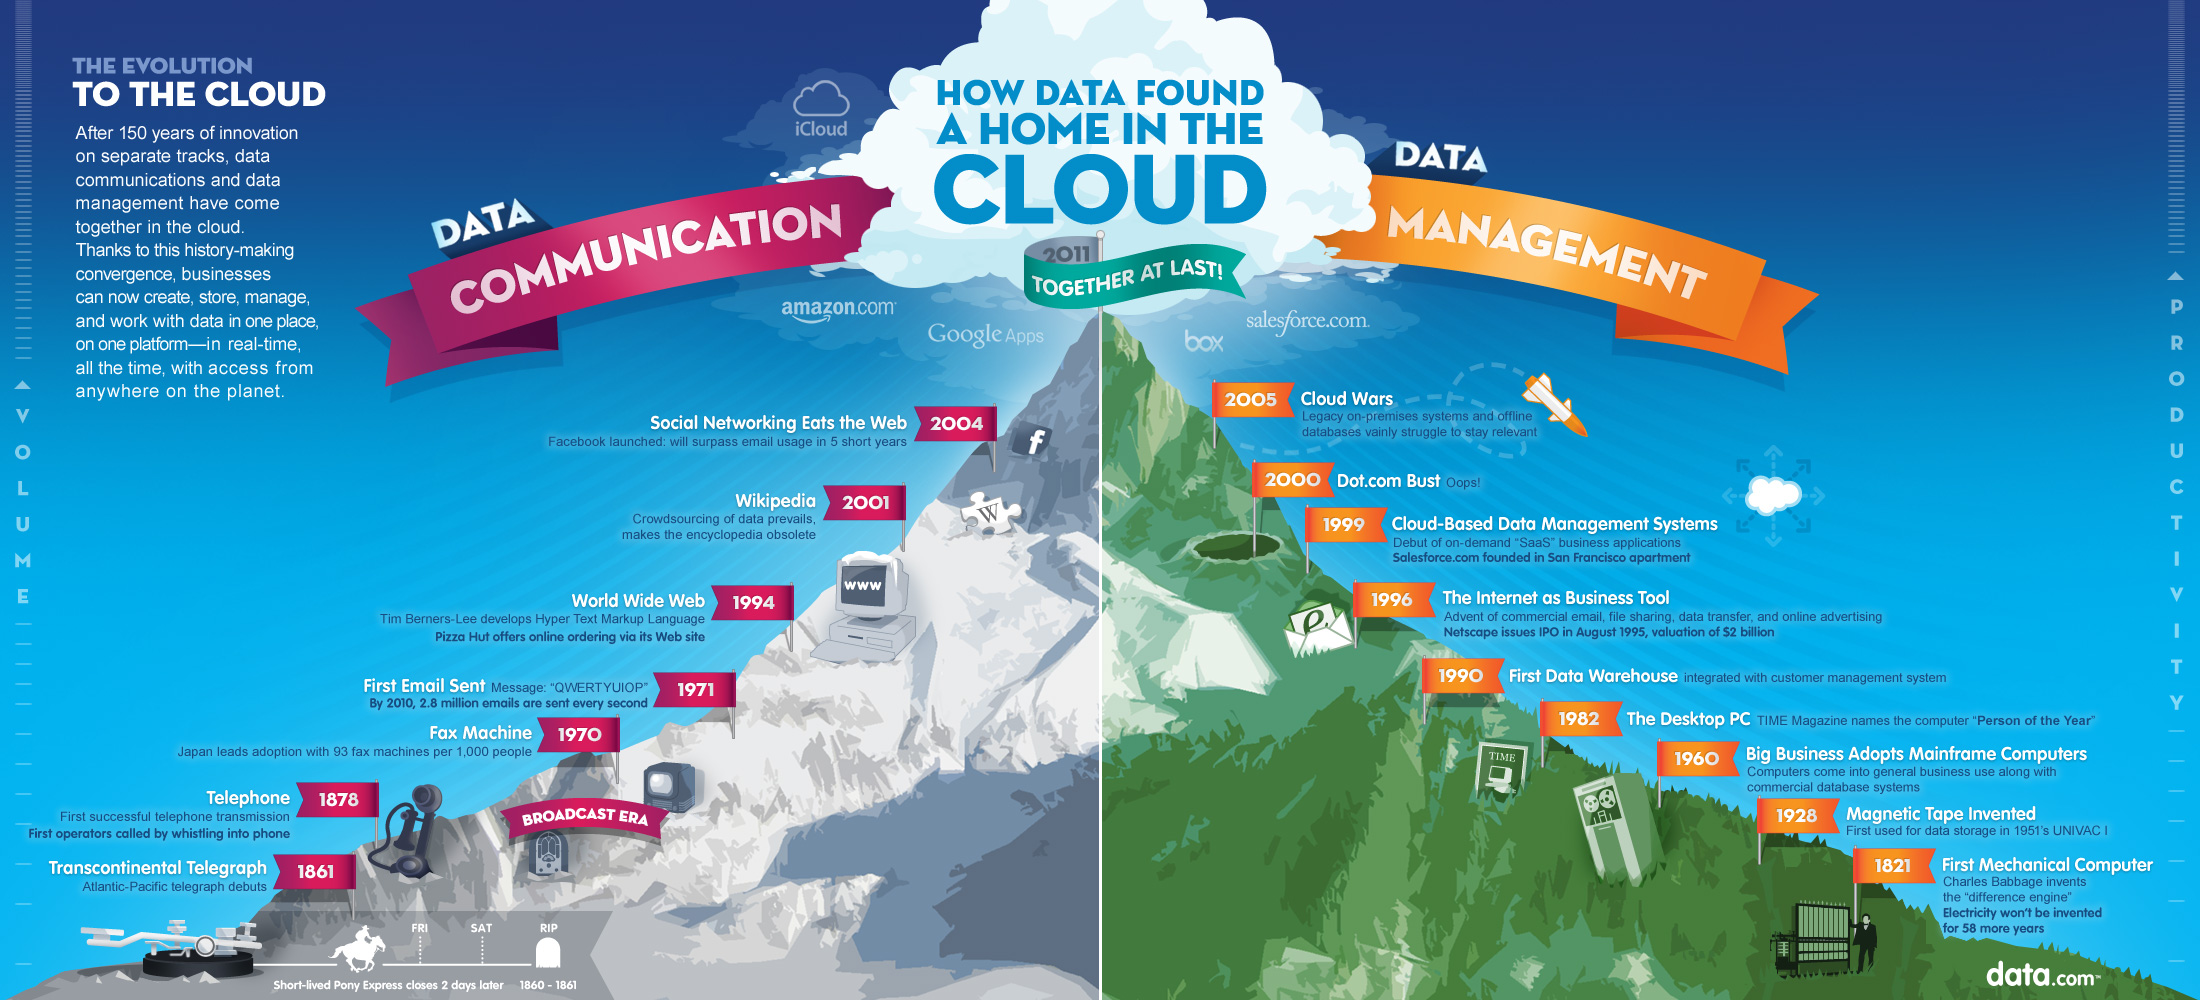 THE EVOLUTION
TO THE CLOUD
After 150 years of innovation
on separate tracks, data
communications and data
management have come
together in the cloud.
Thanks to this history-making
convergence, businesses
can now create, store, manage,
and work with data in one place,
on one platform—in real-time,
all the time, with access from
anywhere on the planet.
VOLUME
iCloud
HOW DATA FOUND
A HOME IN THE
CLOUD
2011
TOGETHER AT LAST!
DATA
COMMUNICATION
DATA
MANAGEMENT
amazon.com
Google Apps
box
salesforce.com.
PRODUCTIVITY
Social Networking Eats the Web 2004
Facebook launched: will surpass email usage in 5 short years
f
Wikipedia 2001
Crowdsourcing of data prevails,
makes the encyclopedia obsolete
W
World Wide Web 1994
Tim Berners-Lee develops Hyper Text Markup Language
Pizza Hut offers online ordering via its Web site
WWW
First Email Sent Message: “QWERTYUIOP” 1971
By 2010, 2.8 million emails are sent every second
Fax Machine 1970
Japan leads adoption with 93 fax machines per 1,000 people
Telephone 1878
First successful telephone transmission
First operators called by whistling into phone
BROADCAST ERA
Transcontinental Telegraph 1861
Atlantic-Pacific telegraph debuts
FRI SAT RIP
Short-lived Pony Express closes 2 days later 1860 - 1861
2005 Cloud Wars
Legacy on-premises systems and offline
databases vainly struggle to stay relevant
2000 Dot.com Bust Oops!
1999 Cloud-Based Data Management Systems
Debut of on-demand “SaaS” business applications
Salesforce.com founded in San Francisco apartment
1996 The Internet as Business Tool
Advent of commercial email, file sharing, data transfer, and online advertising
Netscape issues IPO in August 1995, valuation of $2 billion
e
1990 First Data Warehouse integrated with customer management system
1982 The Desktop PC TIME Magazine names the computer “Person of the Year”
TIME
1960 Big Business Adopts Mainframe Computers
Computers come into general business use along with
commercial database systems
1928 Magnetic Tape Invented
First used for data storage in 1951's UNIVAC I
1821 First Mechanical Computer
Charles Babbage invents
the “difference engine”
Electricity won't be invented
for 58 more years
data.com™